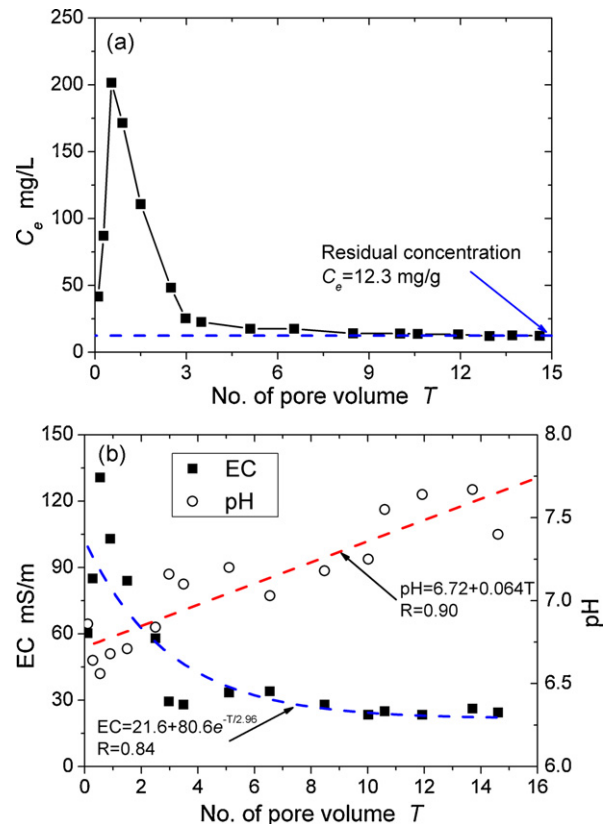 (a)
250
200
150
100
50
0
C_e mg/L
Residual concentration
C_e=12.3 mg/g
0 3 6 9 12 15
No. of pore volume T
(b)
EC
pH
150
120
90
60
30
0
EC mS/m
8.0
7.5
7.0
6.5
6.0
pH
pH=6.72+0.064T
R=0.90
EC=21.6+80.6e^-T/2.96
R=0.84
0 2 4 6 8 10 12 14 16
No. of pore volume T